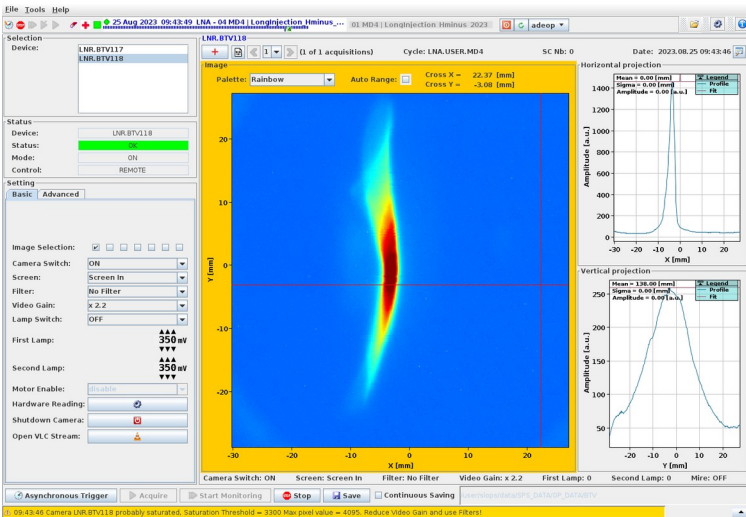 File Tools Help
25 Aug 2023 09:43:49 LNA - 04 MD4 | LongInjection_Hminus_... 01 MD4 | LongInjection Hminus 2023 adeop
Selection
Device:
LNR.BTV117
LNR.BTV118
Status
Device: LNR.BTV118
Status: OK
Mode: ON
Control: REMOTE
Setting
Basic Advanced
Image Selection:
Camera Switch: ON
Screen: Screen In
Filter: No Filter
Video Gain: x 2.2
Lamp Switch: OFF
First Lamp: 350 mV
Second Lamp: 350 mV
Motor Enable: disable
Hardware Reading:
Shutdown Camera:
Open VLC Stream:
LNR.BTV118
1 (1 of 1 acquisitions) Cycle: LNA.USER.MD4 SC Nb: 0 Date: 2023.08.25 09:43:46
Image
Palette: Rainbow Auto Range: Cross X = 22.37 [mm]
Cross Y = -3.08 [mm]
20
10
0
-10
-20
Y [mm]
-30 -20 -10 0 10 20
X [mm]
Horizontal projection
Mean = 0.00 [mm]
Sigma = 0.00 [mm]
Amplitude = 0.00 [a.u.]
Legend
Profile
Fit
1400
1200
1000
800
600
400
200
0
Amplitude [a.u.]
-30 -20 -10 0 10 20
X [mm]
Vertical projection
Mean = 138.00 [mm]
Sigma = 0.00 [mm]
Amplitude = 0.00 [a.u.]
Legend
Profile
Fit
250
200
150
100
50
Amplitude [a.u.]
-20 -10 0 10 20
Y [mm]
Camera Switch: ON Screen: Screen In Filter: No Filter Video Gain: x 2.2 First Lamp: 0 Second Lamp: 0 Mire: OFF
Asynchronous Trigger Acquire Start Monitoring Stop Save Continuous Saving
09:43:46 Camera LNR.BTV118 probably saturated, Saturation Threshold = 3300 Max pixel value = 4095. Reduce Video Gain and use Filters!